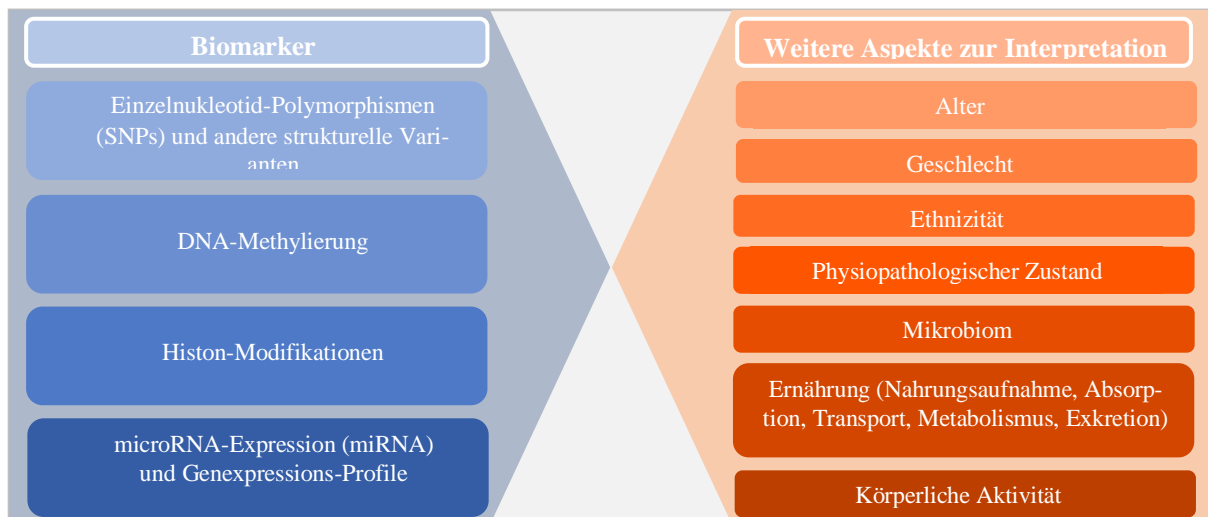 Biomarker
Einzelnukleotid-Polymorphismen
(SNPs) und andere strukturelle Vari-
anten
DNA-Methylierung
Histon-Modifikationen
microRNA-Expression (miRNA)
und Genexpressions-Profile
Weitere Aspekte zur Interpretation
Alter
Geschlecht
Ethnizität
Physiopathologischer Zustand
Mikrobiom
Ernährung (Nahrungsaufnahme, Absorp-
tion, Transport, Metabolismus, Exkretion)
Körperliche Aktivität